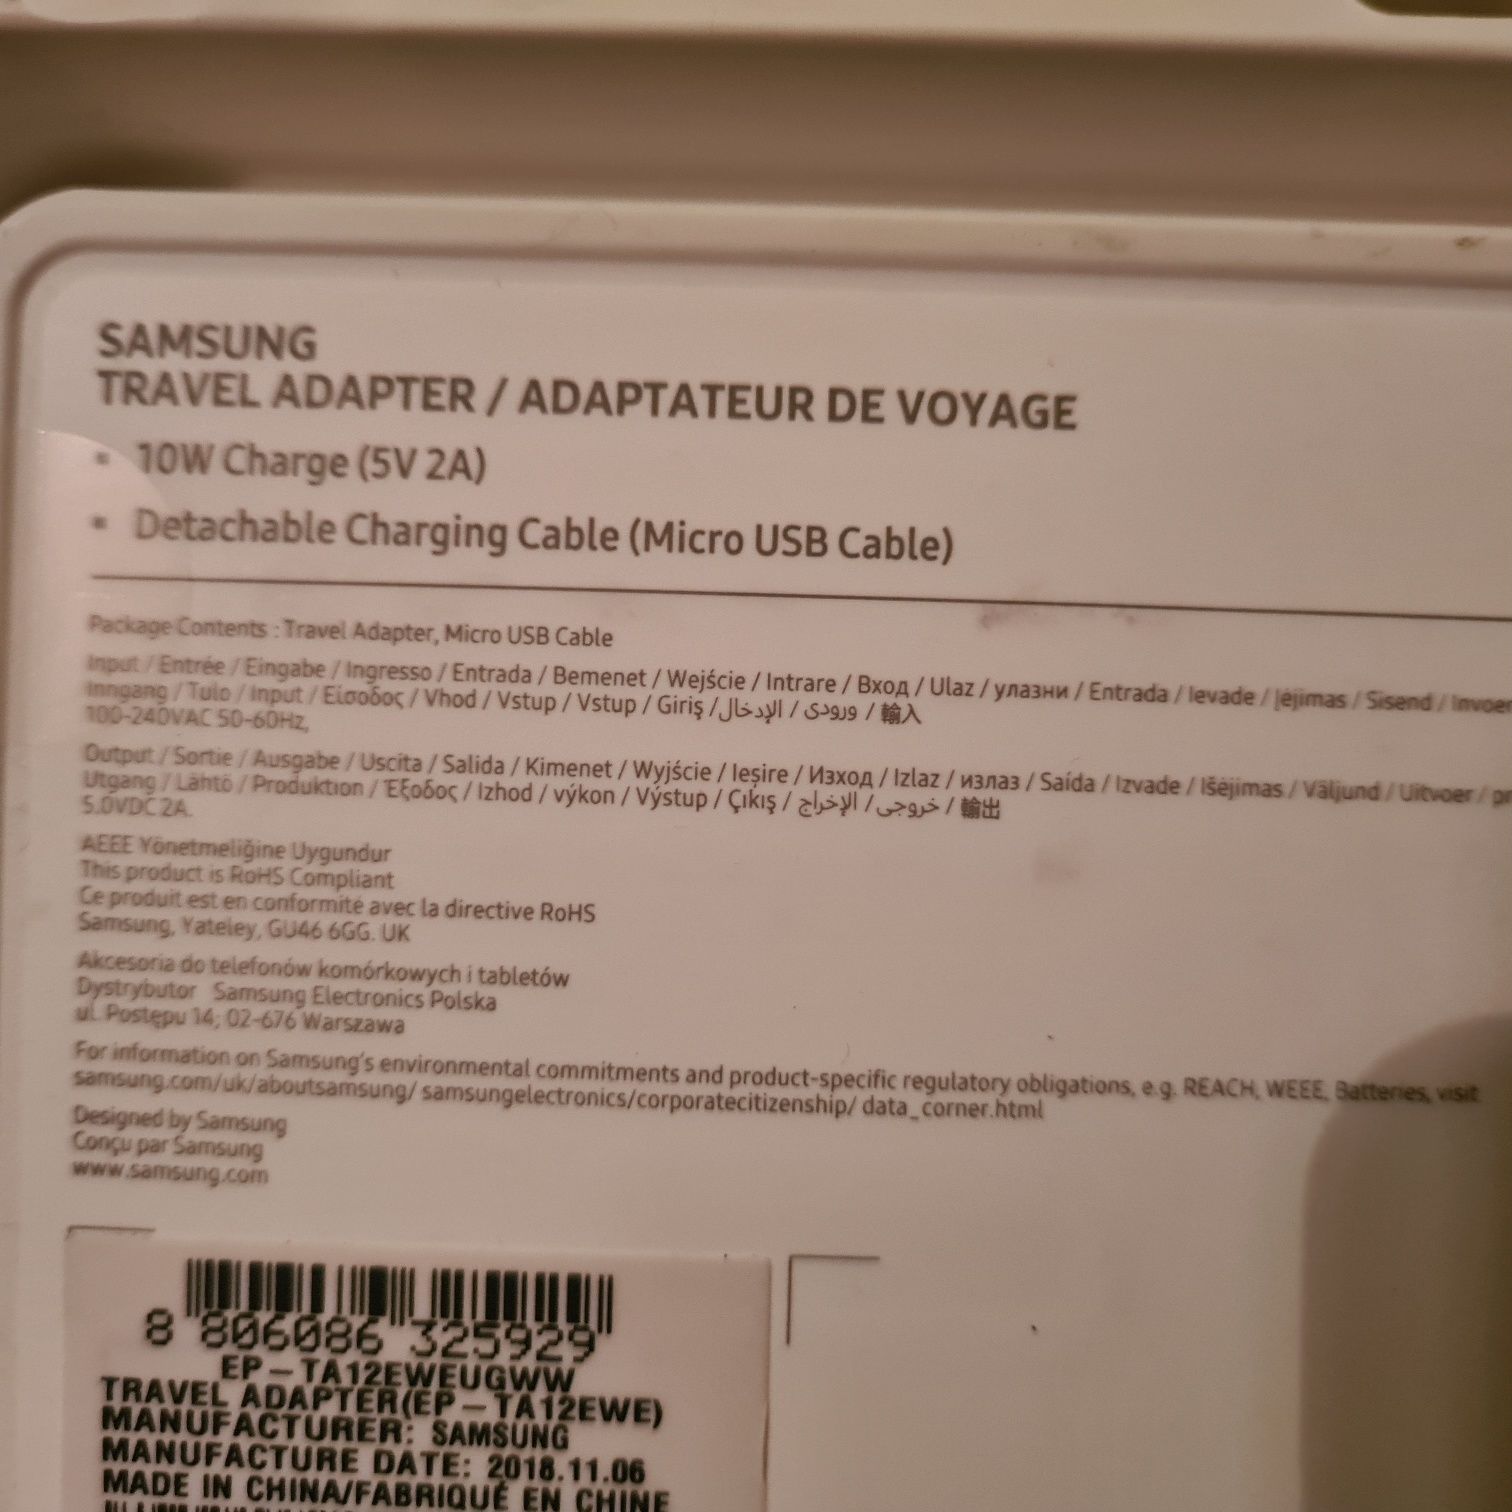 SAMSUNG
TRAVEL ADAPTER / ADAPTATEUR DE VOYAGE
▪ 10W Charge (5V 2A)
▪ Detachable Charging Cable (Micro USB Cable)
Package Contents : Travel Adapter, Micro USB Cable
Input / Entrée / Eingabe / Ingresso / Entrada / Bemenet / Wejście / Intrare / Вход / Ulaz / улазни / Entrada / Ievade / Įėjimas / Sisend / Invoer
Inngang / Tulo / Input / Είσοδος / Vhod / Vstup / Vstup / Giriş / الإدخال / ورودی / 輸入
100-240VAC 50-60Hz,
Output / Sortie / Ausgabe / Uscita / Salida / Kimenet / Wyjście / Ieșire / Изход / Izlaz / излаз / Saída / Izvade / Išėjimas / Väljund / Uitvoer /
Utgang / Lähtö / Produktion / Έξοδος / Izhod / výkon / Výstup / Çıkış / الإخراج / خروجی / 輸出
5.0VDC 2A.
AEEE Yönetmeliğine Uygundur
This product is RoHS Compliant
Ce produit est en conformité avec la directive RoHS
Samsung, Yateley, GU46 6GG. UK
Akcesoria do telefonów komórkowych i tabletów
Dystrybutor Samsung Electronics Polska
ul. Postępu 14; 02-676 Warszawa
For information on Samsung's environmental commitments and product-specific regulatory obligations, e.g. REACH, WEEE, Batteries, visit
samsung.com/uk/aboutsamsung/ samsungelectronics/corporatecitizenship/ data_corner.html
Designed by Samsung
Conçu par Samsung
www.samsung.com
8 806086 325929
EP-TA12EWEUGWW
TRAVEL ADAPTER(EP-TA12EWE)
MANUFACTURER: SAMSUNG
MANUFACTURE DATE: 2018.11.06
MADE IN CHINA/FABRIQUÉ EN CHINE